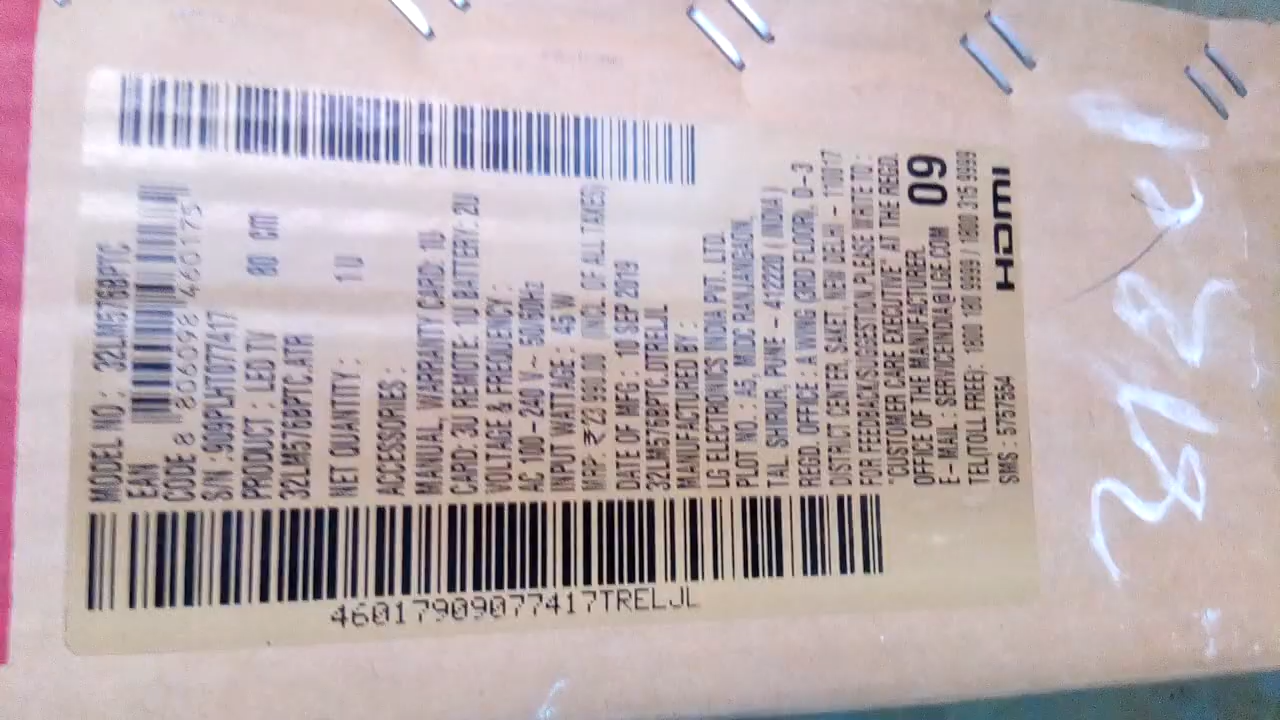 MODEL NO : 32LM576BPTC
EAN
CODE 8 806098 460175
S/N : 909PLHT077417
PRODUCT : LED TV 80 cm
32LM576BPTC.ATR
NET QUANTITY : 1U
ACCESSORIES :
MANUAL, WARRANTY CARD: 1U
CARD: 3U REMOTE: 1U BATTERY: 2U
VOLTAGE & FREQUENCY :
AC 100 - 240 V ~ 50/60Hz
INPUT WATTAGE : 45 W
MRP : ₹23,990.00 (INCL. OF ALL TAXES)
DATE OF MFG : 10 SEP 2019
32LM576BPTC.DTRELJL
MANUFACTURED BY :
LG ELECTRONICS INDIA PVT. LTD.
PLOT NO. : A5, MIDC RANJANGAON,
TAL. SHIRUR, PUNE - 412220 ( INDIA )
REGD. OFFICE : A WING (3RD FLOOR), D-3
DISTRICT CENTER, SAKET, NEW DELHI - 110017
FOR FEEDBACK/SUGGESTION PLEASE WRITE TO :
"CUSTOMER CARE EXECUTIVE" AT THE REGD.
OFFICE OF THE MANUFACTURER.
E - MAIL : SERVICEINDIA@LGE.COM 09
TEL(TOLL FREE): 1800 180 9999 / 1800 315 9999
SMS : 5757554 HDMI
46017909077417TRELJL